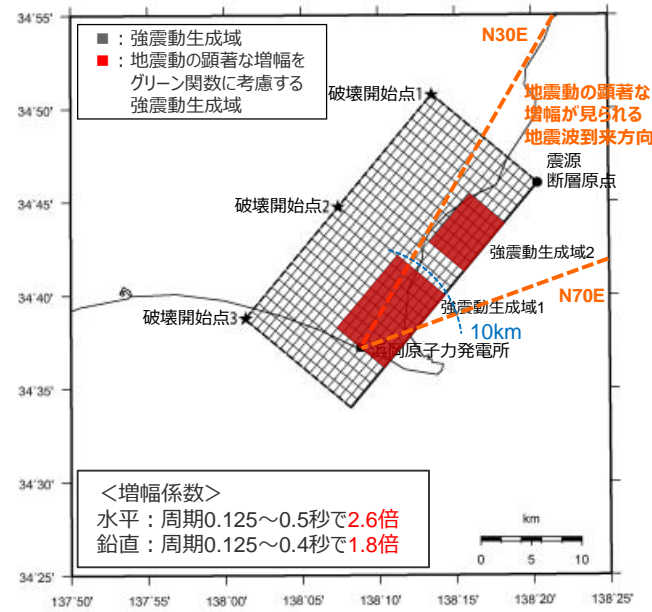 ■：強震動生成域
■：地震動の顕著な増幅を
グリーン関数に考慮する
強震動生成域
N30E
地震動の顕著な
増幅が見られる
地震波到来方向
破壊開始点1
震源
断層原点
破壊開始点2
強震動生成域2
N70E
強震動生成域1
破壊開始点3
10km
浜岡原子力発電所
＜増幅係数＞
水平：周期0.125～0.5秒で2.6倍
鉛直：周期0.125～0.4秒で1.8倍
km
0 5 10
34˚55'
34˚50'
34˚45'
34˚40'
34˚35'
34˚30'
34˚25'
137˚50' 137˚55' 138˚00' 138˚05' 138˚10' 138˚15' 138˚20' 138˚25'